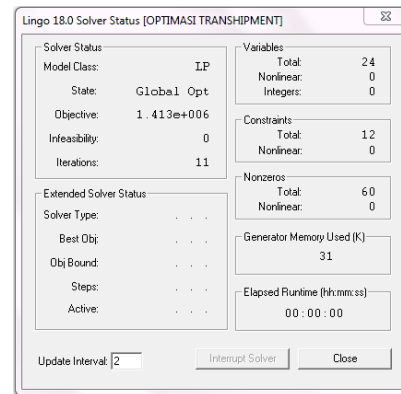 Lingo 18.0 Solver Status [OPTIMASI TRANSHIPMENT]
Solver Status
Model Class: LP
State: Global Opt
Objective: 1.413e+006
Infeasibility: 0
Iterations: 11
Extended Solver Status
Solver Type: . . .
Best Obj: . . .
Obj Bound: . . .
Steps: . . .
Active: . . .
Variables
Total: 24
Nonlinear: 0
Integers: 0
Constraints
Total: 12
Nonlinear: 0
Nonzeros
Total: 60
Nonlinear: 0
Generator Memory Used (K)
31
Elapsed Runtime (hh:mm:ss)
00:00:00
Update Interval: 2
Interrupt Solver
Close